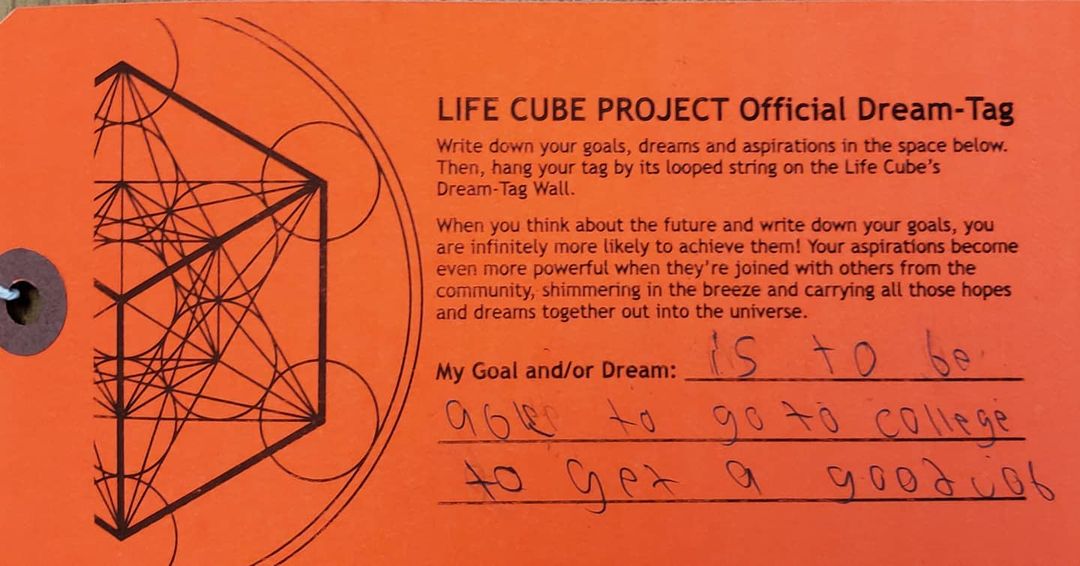 LIFE CUBE PROJECT Official Dream-Tag
Write down your goals, dreams and aspirations in the space below.
Then, hang your tag by its looped string on the Life Cube's
Dream-Tag Wall.
When you think about the future and write down your goals, you
are infinitely more likely to achieve them! Your aspirations become
even more powerful when they're joined with others from the
community, shimmering in the breeze and carrying all those hopes
and dreams together out into the universe.
My Goal and/or Dream: is to be
able to go to college
to get a good job